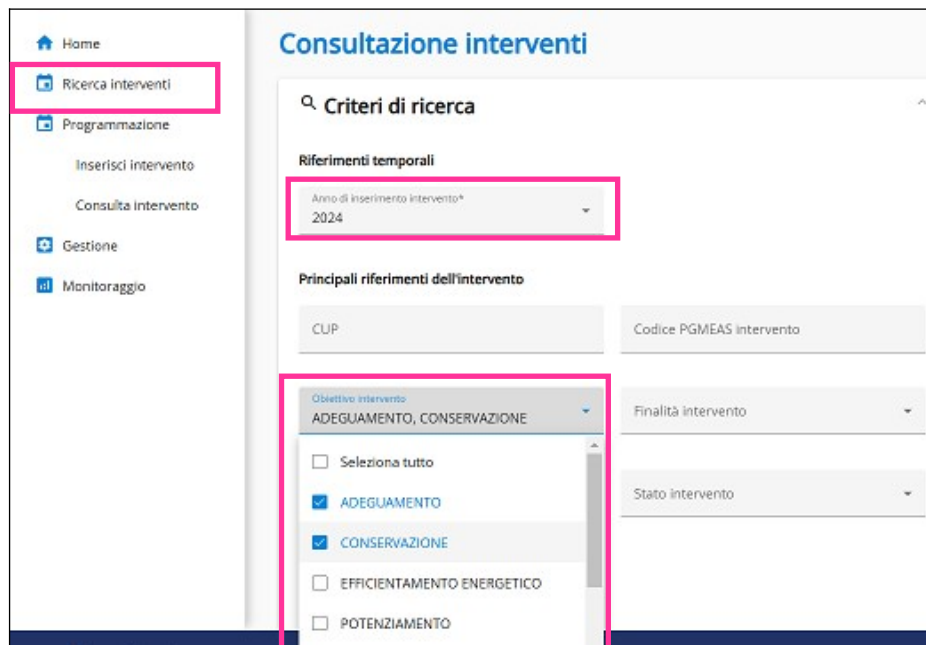 Home
Ricerca interventi
Programmazione
Inserisci intervento
Consulta intervento
Gestione
Monitoraggio
Consultazione interventi
Criteri di ricerca
Riferimenti temporali
Anno di inserimento intervento*
2024
Principali riferimenti dell'intervento
CUP
Codice PGMEAS intervento
Obiettivo intervento
ADEGUAMENTO, CONSERVAZIONE
Finalità intervento
Seleziona tutto
ADEGUAMENTO
Stato intervento
CONSERVAZIONE
EFFICIENTAMENTO ENERGETICO
POTENZIAMENTO